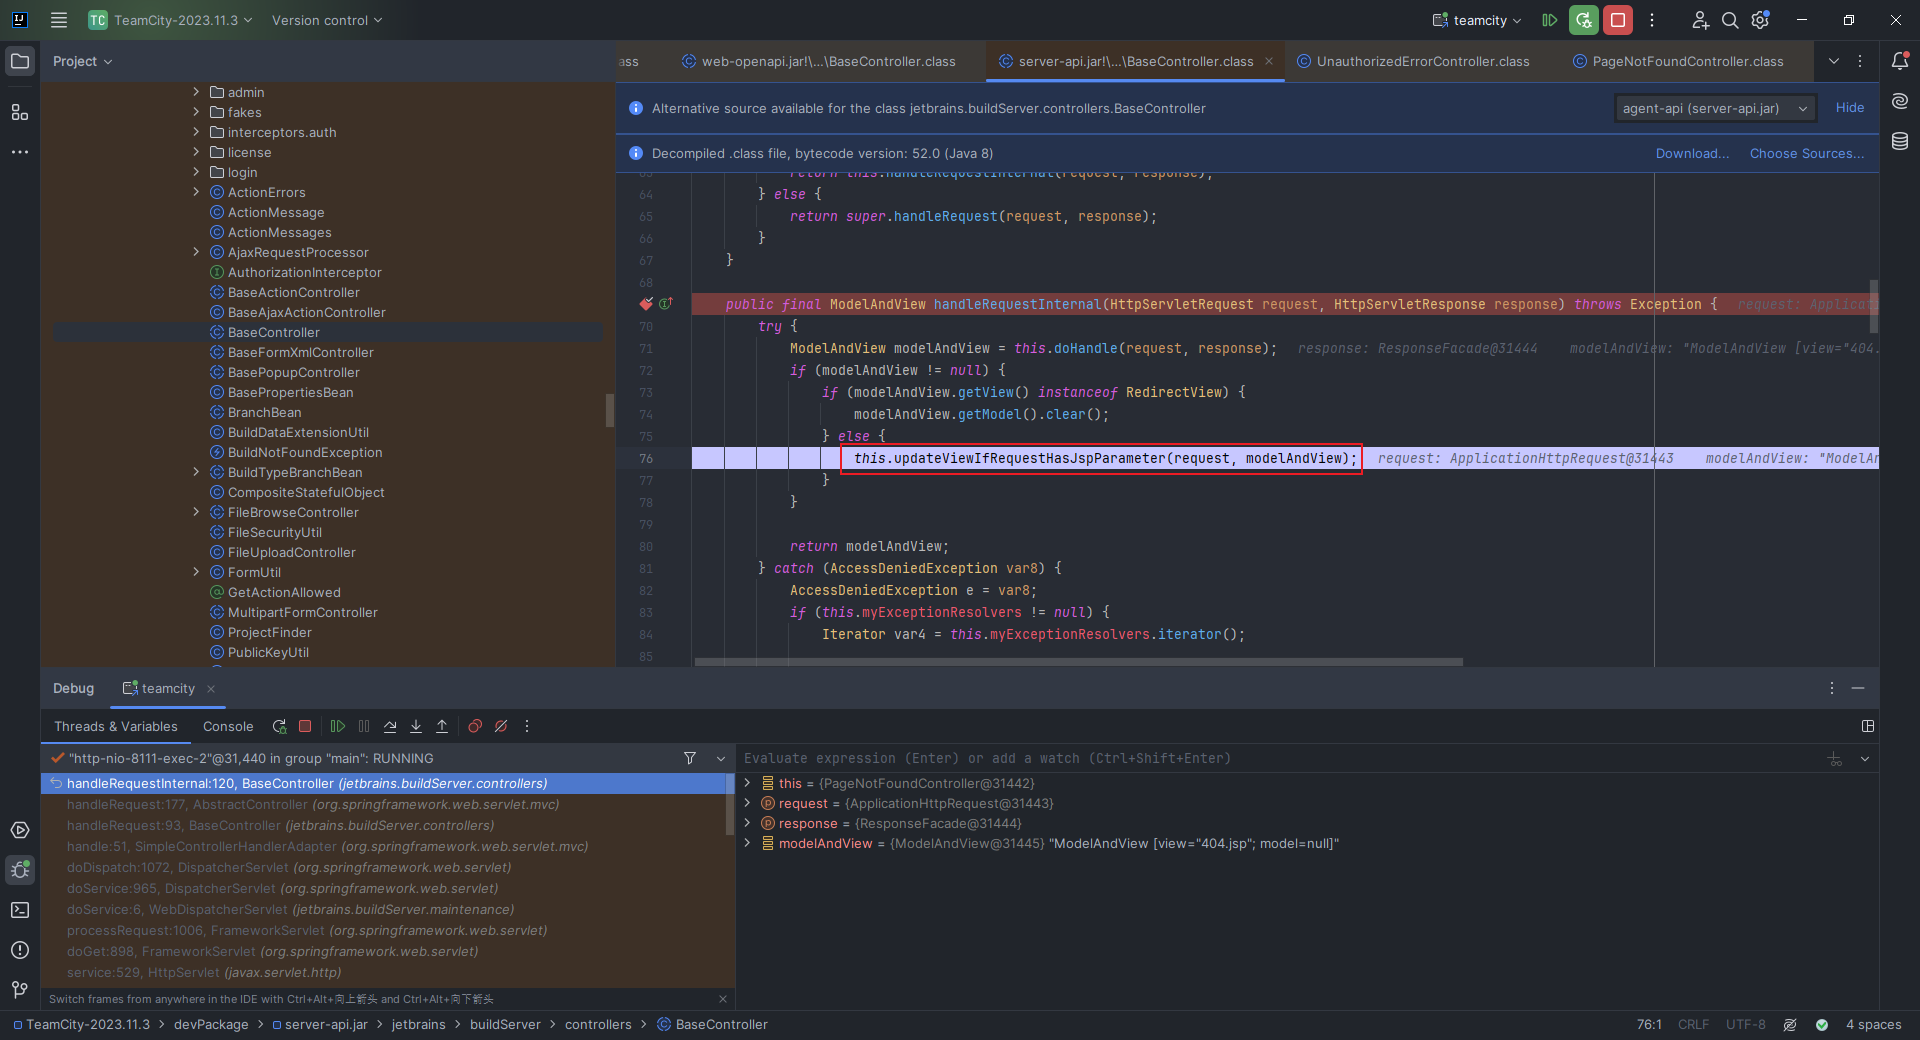 TC TeamCity-2023.11.3 Version control teamcity
Project
ass web-openapi.jar!\...\BaseController.class server-api.jar!\...\BaseController.class UnauthorizedErrorController.class PageNotFoundController.class
admin
fakes
interceptors.auth
license
login
ActionErrors
ActionMessage
ActionMessages
AjaxRequestProcessor
AuthorizationInterceptor
BaseActionController
BaseAjaxActionController
BaseController
BaseFormXmlController
BasePopupController
BasePropertiesBean
BranchBean
BuildDataExtensionUtil
BuildNotFoundException
BuildTypeBranchBean
CompositeStatefulObject
FileBrowseController
FileSecurityUtil
FileUploadController
FormUtil
GetActionAllowed
MultipartFormController
ProjectFinder
PublicKeyUtil
Alternative source available for the class jetbrains.buildServer.controllers.BaseController agent-api (server-api.jar) Hide
Decompiled .class file, bytecode version: 52.0 (Java 8) Download... Choose Sources...
63 return this.handleRequestInternal(request, response);
64 } else {
65 return super.handleRequest(request, response);
66 }
67 }
68
public final ModelAndView handleRequestInternal(HttpServletRequest request, HttpServletResponse response) throws Exception { request: Applicati
70 try {
71 ModelAndView modelAndView = this.doHandle(request, response); response: ResponseFacade@31444 modelAndView: "ModelAndView [view="404.
72 if (modelAndView != null) {
73 if (modelAndView.getView() instanceof RedirectView) {
74 modelAndView.getModel().clear();
75 } else {
76 this.updateViewIfRequestHasJspParameter(request, modelAndView); request: ApplicationHttpRequest@31443 modelAndView: "ModelAn
77 }
78 }
79
80 return modelAndView;
81 } catch (AccessDeniedException var8) {
82 AccessDeniedException e = var8;
83 if (this.myExceptionResolvers != null) {
84 Iterator var4 = this.myExceptionResolvers.iterator();
85
Debug teamcity
Threads & Variables Console
"http-nio-8111-exec-2"@31,440 in group "main": RUNNING
handleRequestInternal:120, BaseController (jetbrains.buildServer.controllers)
handleRequest:177, AbstractController (org.springframework.web.servlet.mvc)
handleRequest:93, BaseController (jetbrains.buildServer.controllers)
handle:51, SimpleControllerHandlerAdapter (org.springframework.web.servlet.mvc)
doDispatch:1072, DispatcherServlet (org.springframework.web.servlet)
doService:965, DispatcherServlet (org.springframework.web.servlet)
doService:6, WebDispatcherServlet (jetbrains.buildServer.maintenance)
processRequest:1006, FrameworkServlet (org.springframework.web.servlet)
doGet:898, FrameworkServlet (org.springframework.web.servlet)
service:529, HttpServlet (javax.servlet.http)
Switch frames from anywhere in the IDE with Ctrl+Alt+向上箭头 and Ctrl+Alt+向下箭头
Evaluate expression (Enter) or add a watch (Ctrl+Shift+Enter)
this = {PageNotFoundController@31442}
request = {ApplicationHttpRequest@31443}
response = {ResponseFacade@31444}
modelAndView = {ModelAndView@31445} "ModelAndView [view="404.jsp"; model=null]"
TeamCity-2023.11.3 > devPackage > server-api.jar > jetbrains > buildServer > controllers > BaseController 76:1 CRLF UTF-8 4 spaces